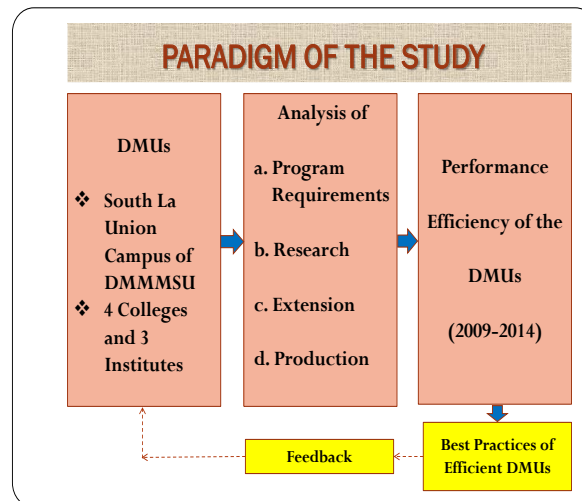 PARADIGM OF THE STUDY
DMUs
❖ South La
Union
Campus of
DMMMSU
❖ 4 Colleges
and 3
Institutes
Analysis of
a. Program
Requirements
b. Research
c. Extension
d. Production
Performance
Efficiency of the
DMUs
(2009-2014)
Best Practices of
Efficient DMUs
Feedback